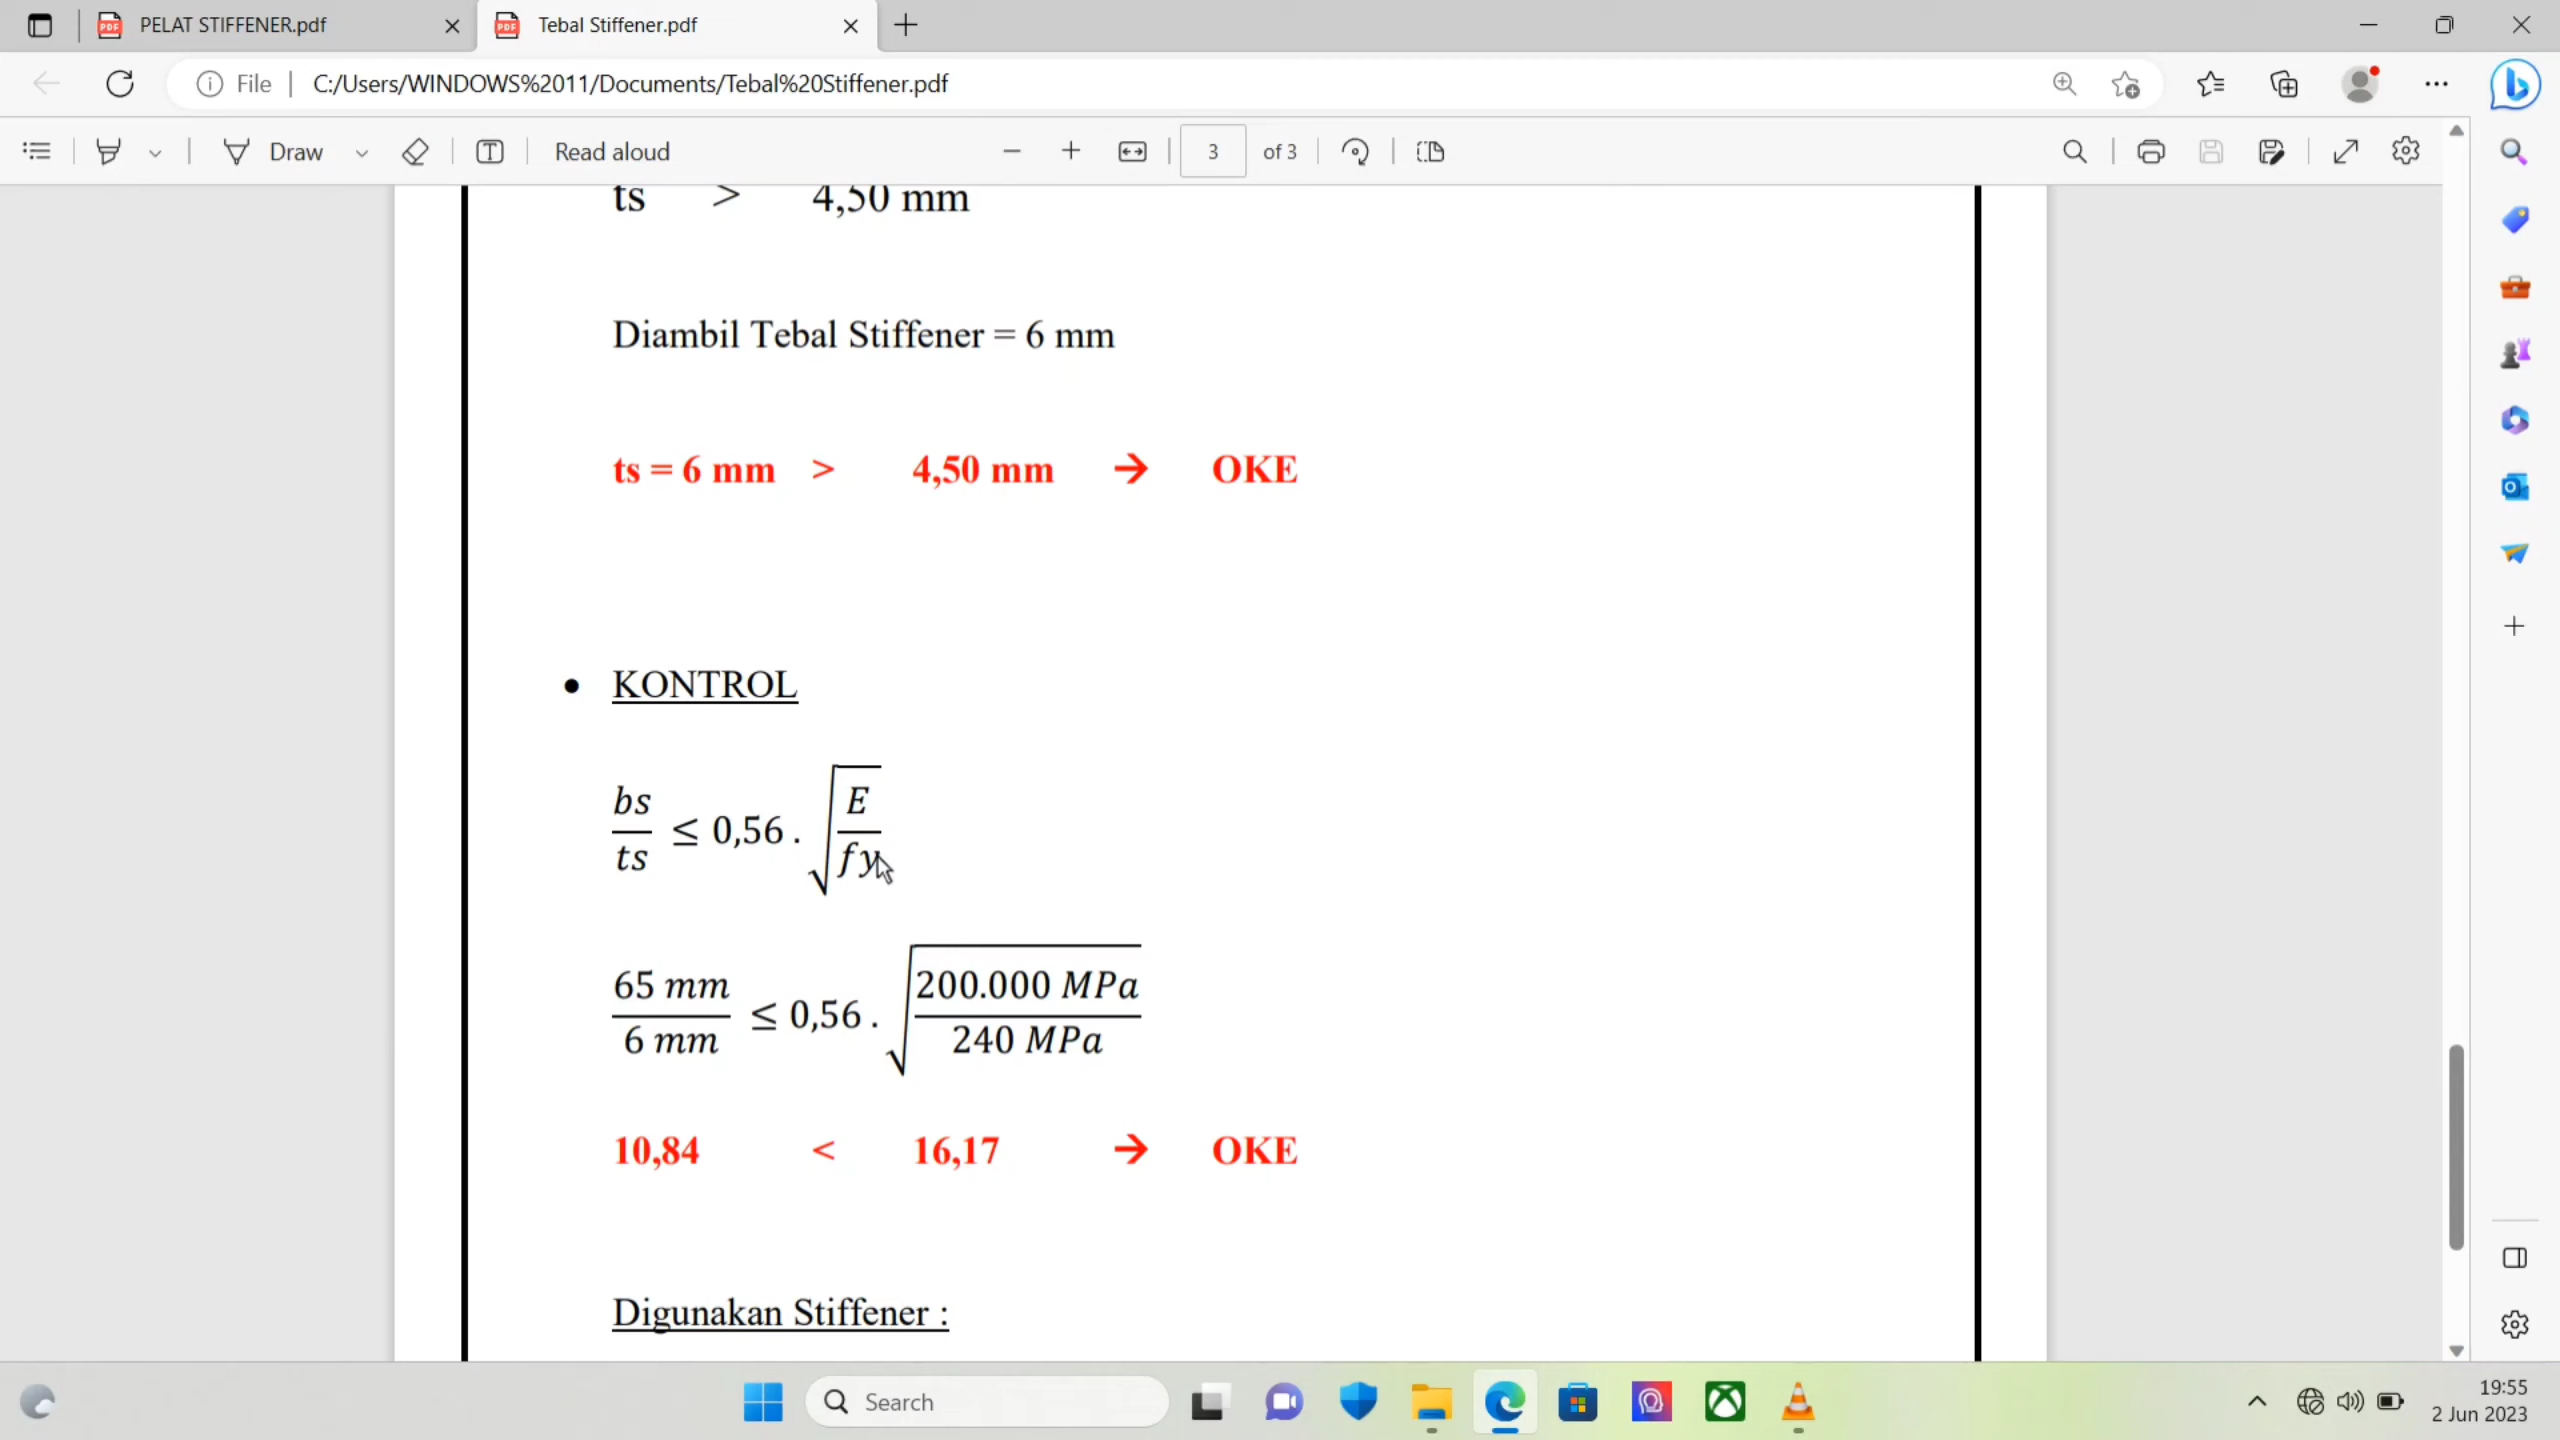 PELAT STIFFENER.pdf
Tebal Stiffener.pdf
File
C:/Users/WINDOWS%2011/Documents/Tebal%20Stiffener.pdf
Draw
Read aloud
3 of 3
ts > 4,50 mm
Diambil Tebal Stiffener = 6 mm
ts = 6 mm > 4,50 mm → OKE
• KONTROL
bs/ts ≤ 0,56 . √(E/fy)
65 mm/6 mm ≤ 0,56 . √(200.000 MPa/240 MPa)
10,84 < 16,17 → OKE
Digunakan Stiffener :
Search
19:55
2 Jun 2023